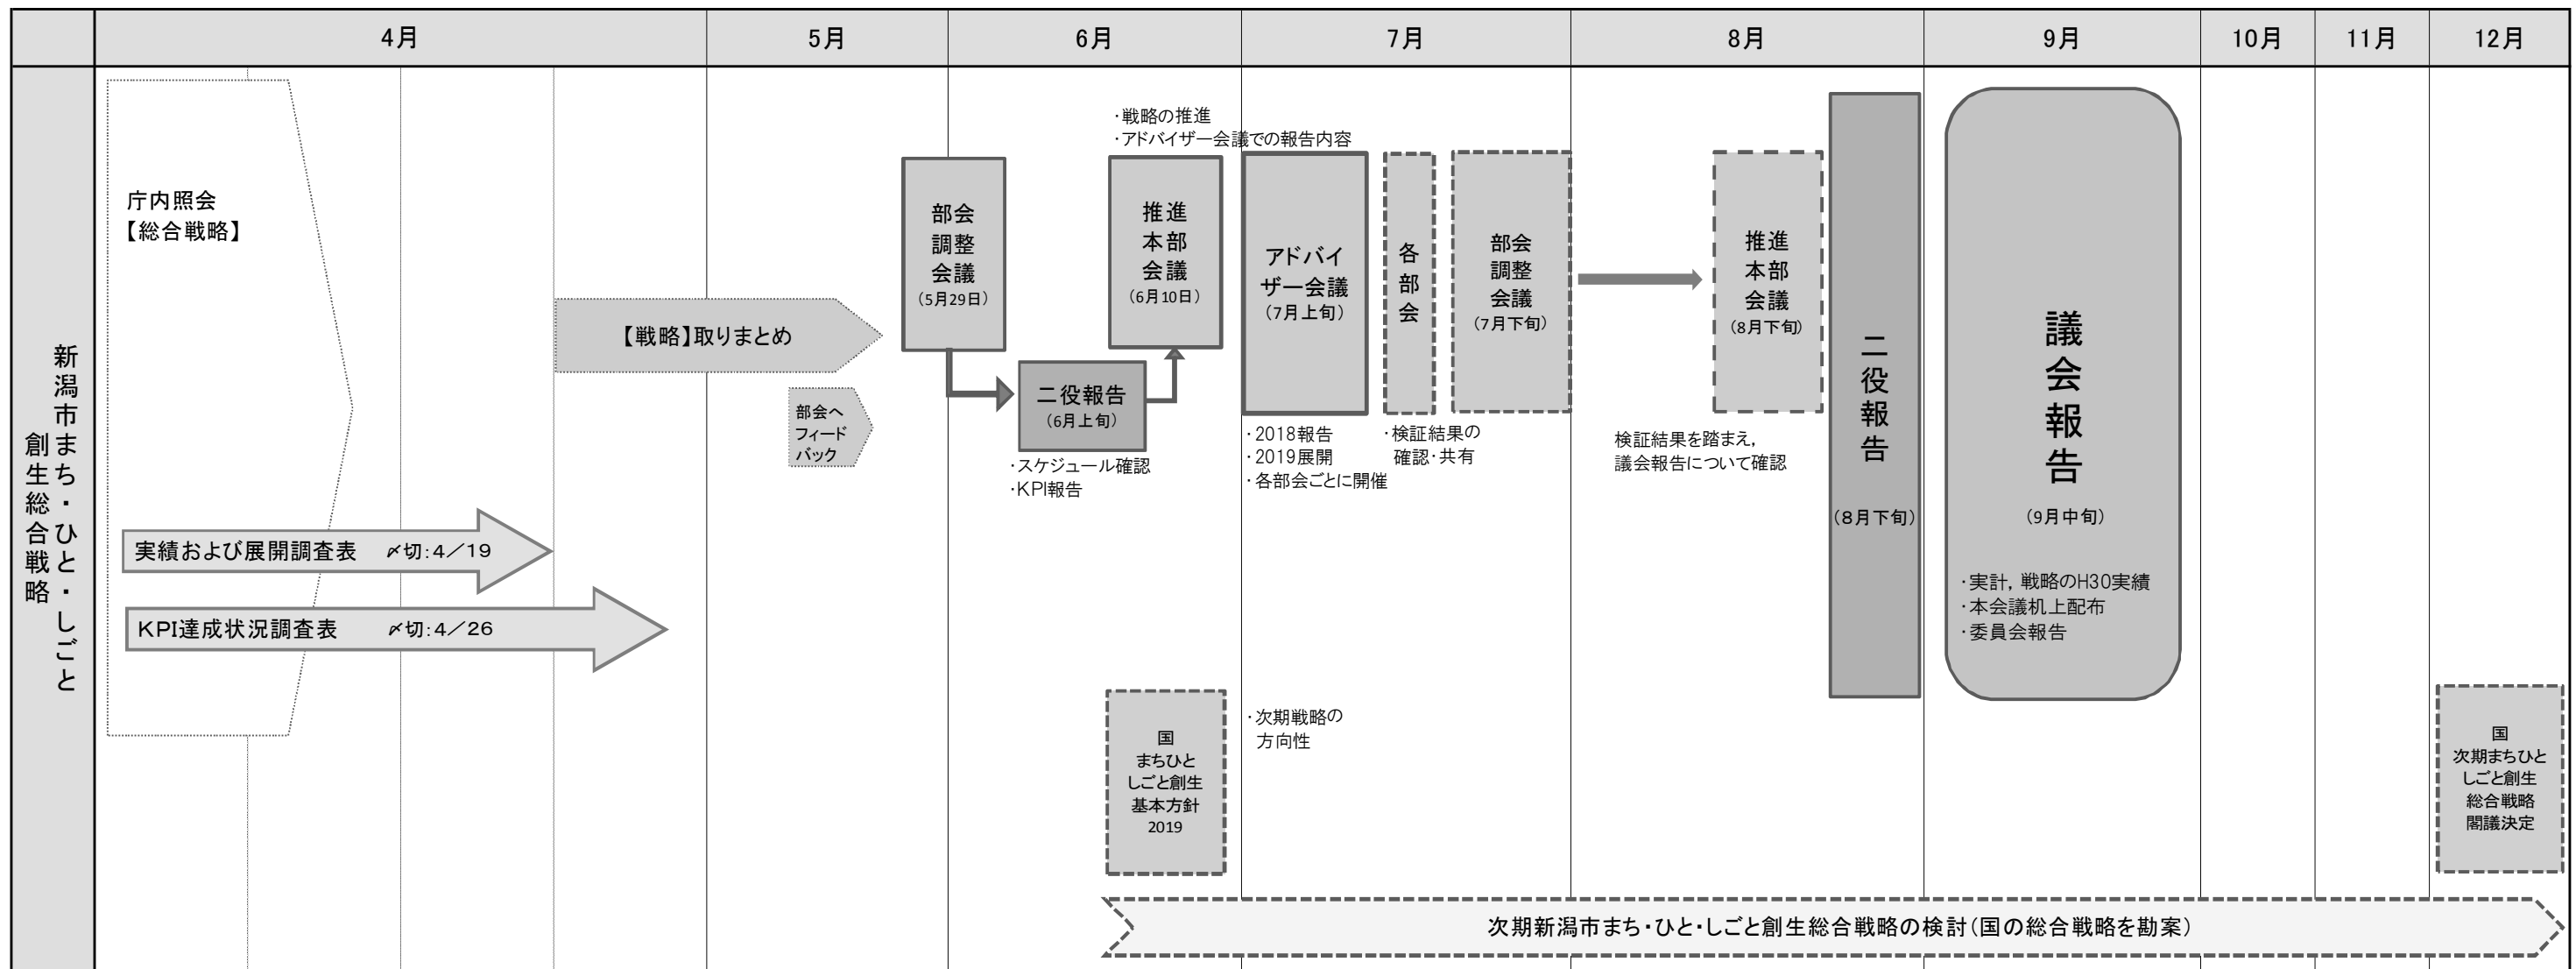 4月
5月
6月
7月
8月
9月
10月
11月
12月
新潟市まち・ひと・しごと
創生総合戦略
庁内照会
【総合戦略】
実績および展開調査表　〆切：4／19
KPI達成状況調査表　〆切：4／26
【戦略】取りまとめ
部会へ
フィード
バック
部会
調整
会議
（5月29日）
二役報告
（6月上旬）
・スケジュール確認
・KPI報告
・戦略の推進
・アドバイザー会議での報告内容
推進
本部
会議
（6月10日）
アドバイ
ザー会議
（7月上旬）
・2018報告
・2019展開
・各部会ごとに開催
各
部
会
・検証結果の
確認・共有
部会
調整
会議
（7月下旬）
推進
本部
会議
（8月下旬）
検証結果を踏まえ，
議会報告について確認
二役報告
（8月下旬）
議会報告
（9月中旬）
・実計，戦略のH30実績
・本会議机上配布
・委員会報告
国
まちひと
しごと創生
基本方針
2019
・次期戦略の
方向性
国
次期まちひと
しごと創生
総合戦略
閣議決定
次期新潟市まち・ひと・しごと創生総合戦略の検討（国の総合戦略を勘案）